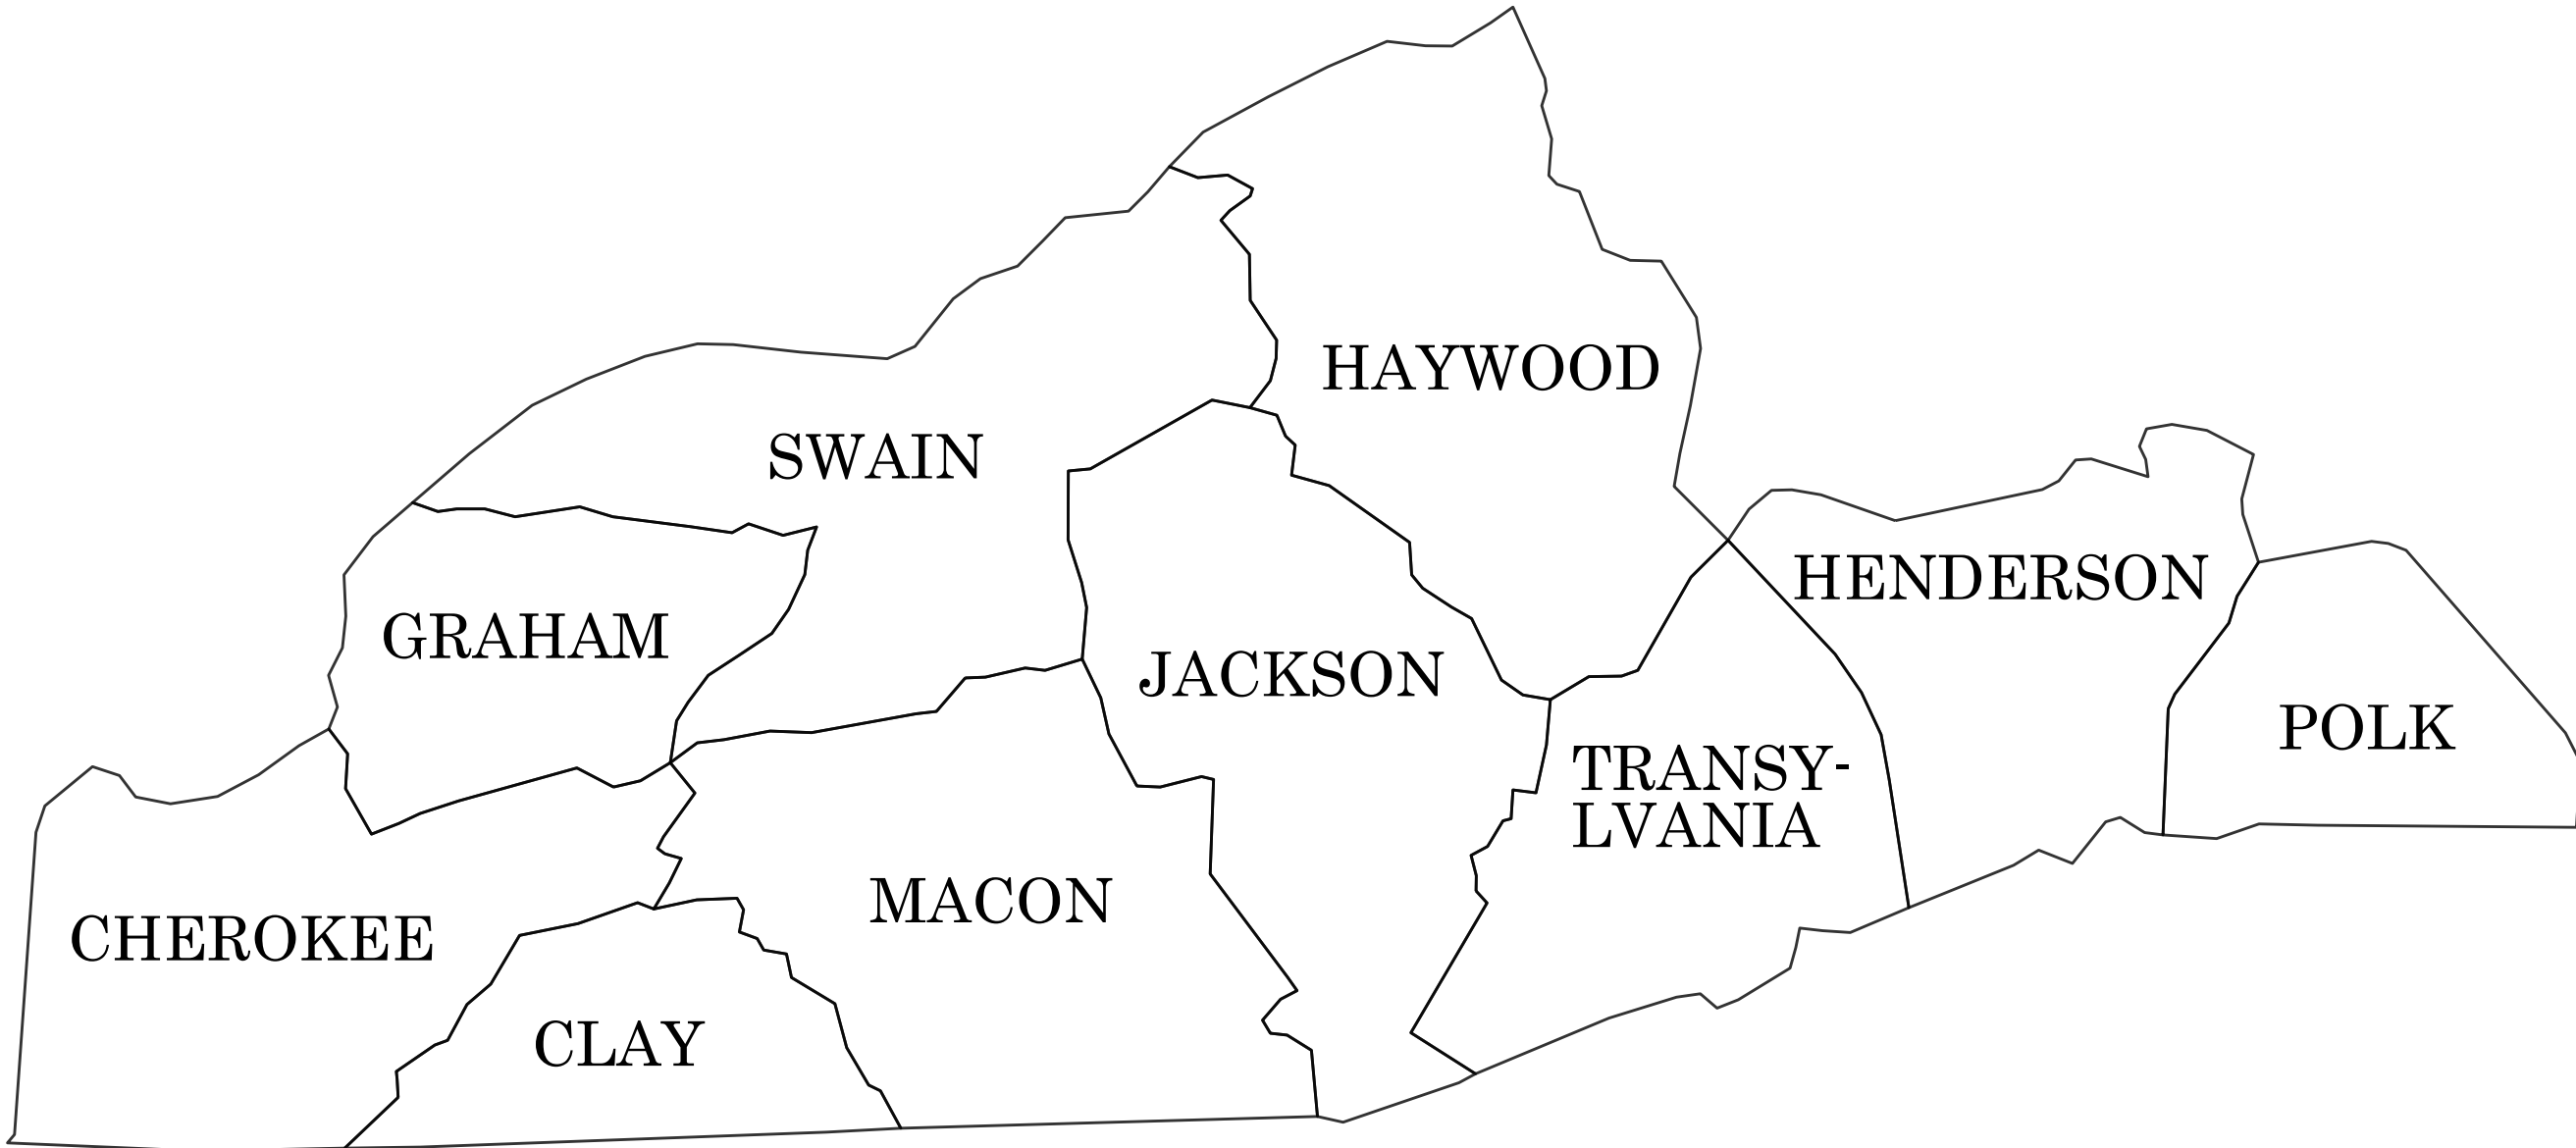 HAYWOOD
SWAIN
HENDERSON
GRAHAM
JACKSON
POLK
TRANSY-
LVANIA
MACON
CHEROKEE
CLAY